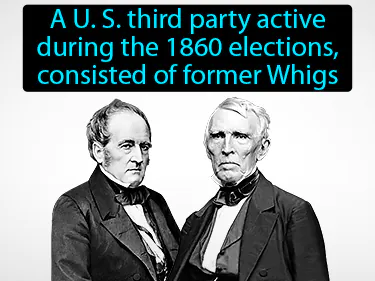 A U. S. third party active
during the 1860 elections,
consisted of former Whigs